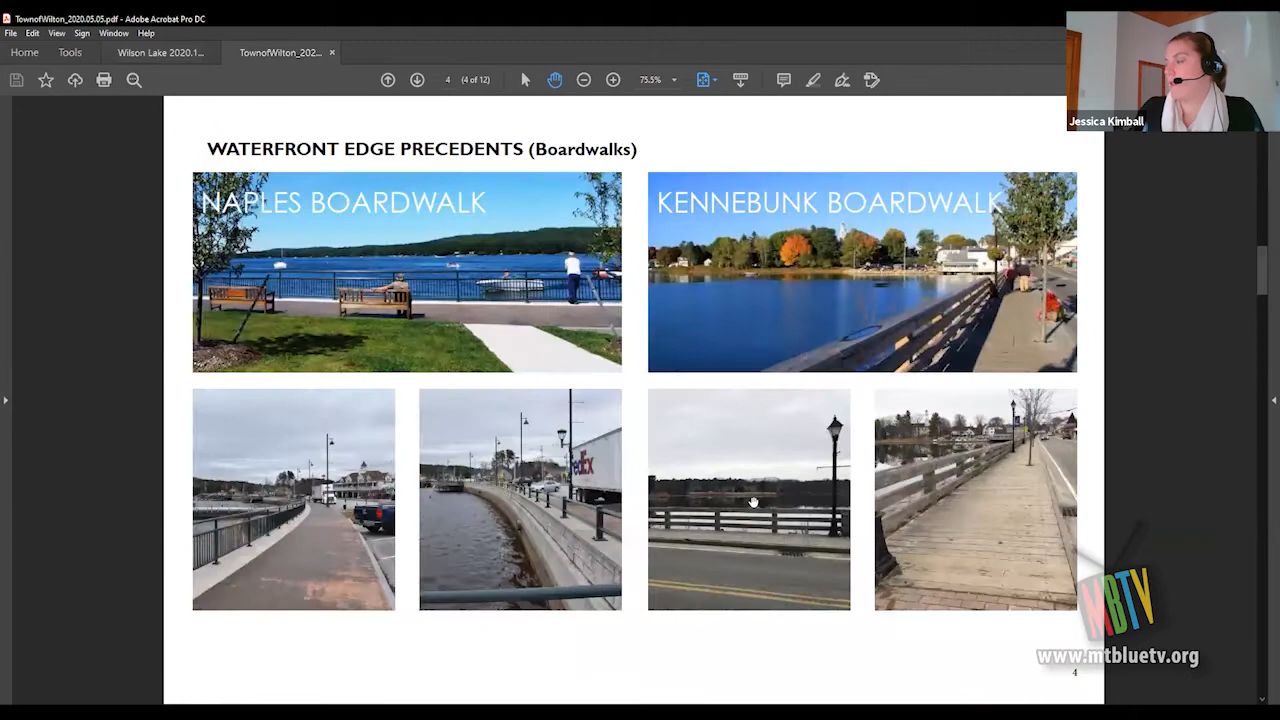 TownofWilton_2020.05.05.pdf - Adobe Acrobat Pro DC
File Edit View Sign Window Help
Home Tools Wilson Lake 2020.1... TownofWilton_202... ×
4 (4 of 12) 75.5%
Jessica Kimball
WATERFRONT EDGE PRECEDENTS (Boardwalks)
NAPLES BOARDWALK
KENNEBUNK BOARDWALK
FedEx
MBTV
www.mtbluetv.org
4